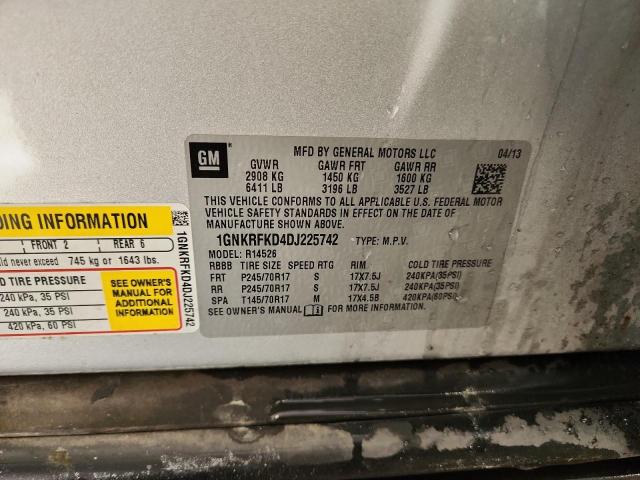 GM
MFD BY GENERAL MOTORS LLC
04/13
GVWR GAWR FRT GAWR RR
2908 KG 1450 KG 1600 KG
6411 LB 3196 LB 3527 LB
THIS VEHICLE CONFORMS TO ALL APPLICABLE U.S. FEDERAL MOTOR
VEHICLE SAFETY STANDARDS IN EFFECT ON THE DATE OF
MANUFACTURE SHOWN ABOVE.
1GNKRFKD4DJ225742 TYPE: M.P.V.
MODEL: R14526
RBBB TIRE SIZE SPEED RTG RIM COLD TIRE PRESSURE
FRT P245/70R17 S 17X7.5J 240KPA(35PSI)
RR P245/70R17 S 17X7.5J 240KPA(35PSI)
SPA T145/70R17 M 17X4.5B 420KPA(60PSI)
SEE OWNER'S MANUAL FOR MORE INFORMATION.
DING INFORMATION
FRONT 2 REAR 6
ld never exceed 745 kg or 1643 lbs.
TIRE PRESSURE
240 kPa, 35 PSI
240 kPa, 35 PSI
420 kPa, 60 PSI
SEE OWNER'S
MANUAL FOR
ADDITIONAL
INFORMATION
1GNKRFKD4DJ225742